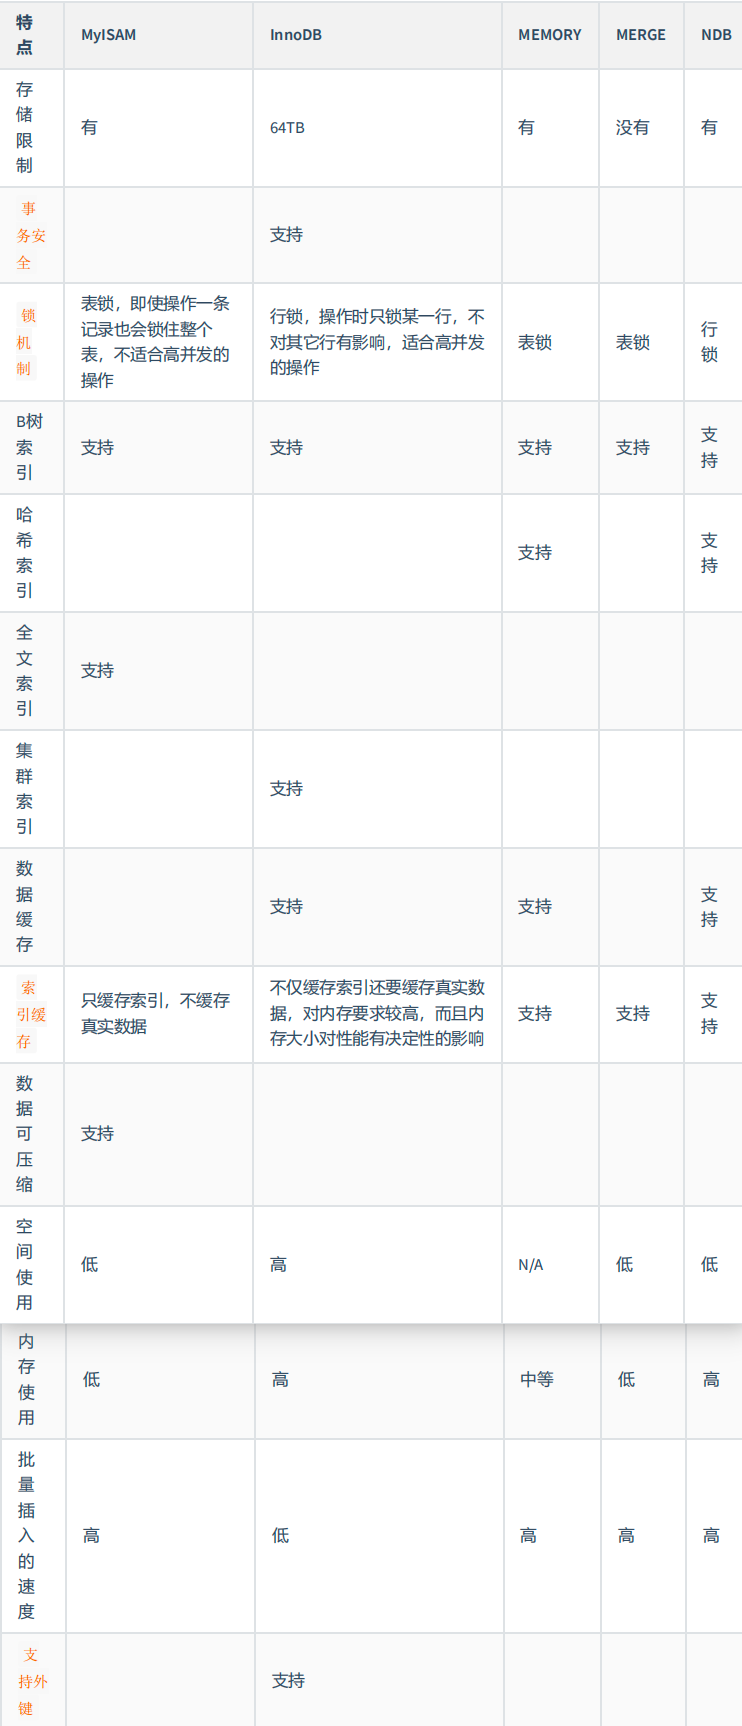 特
点
MyISAM
InnoDB
MEMORY
MERGE
NDB
存
储
限
制
有
64TB
有
没有
有
事
务安
全
支持
锁
机
制
表锁，即使操作一条
记录也会锁住整个
表，不适合高并发的
操作
行锁，操作时只锁某一行，不
对其它行有影响，适合高并发
的操作
表锁
表锁
行
锁
B树
索
引
支持
支持
支持
支持
支
持
哈
希
索
引
支持
支
持
全
文
索
引
支持
集
群
索
引
支持
数
据
缓
存
支持
支持
支
持
索
引缓
存
只缓存索引，不缓存
真实数据
不仅缓存索引还要缓存真实数
据，对内存要求较高，而且内
存大小对性能有决定性的影响
支持
支持
支
持
数
据
可
压
缩
支持
空
间
使
用
低
高
N/A
低
低
内
存
使
用
低
高
中等
低
高
批
量
插
入
的
速
度
高
低
高
高
高
支
持外
键
支持